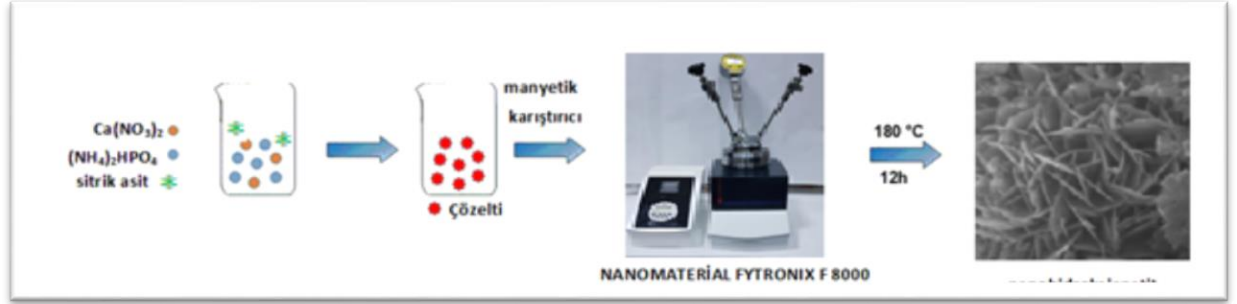 Ca(NO₃)₂
(NH₄)₂HPO₄
sitrik asit
Çözelti
manyetik
karıştırıcı
NANOMATERİAL FYTRONIX F 8000
180 °C
12h